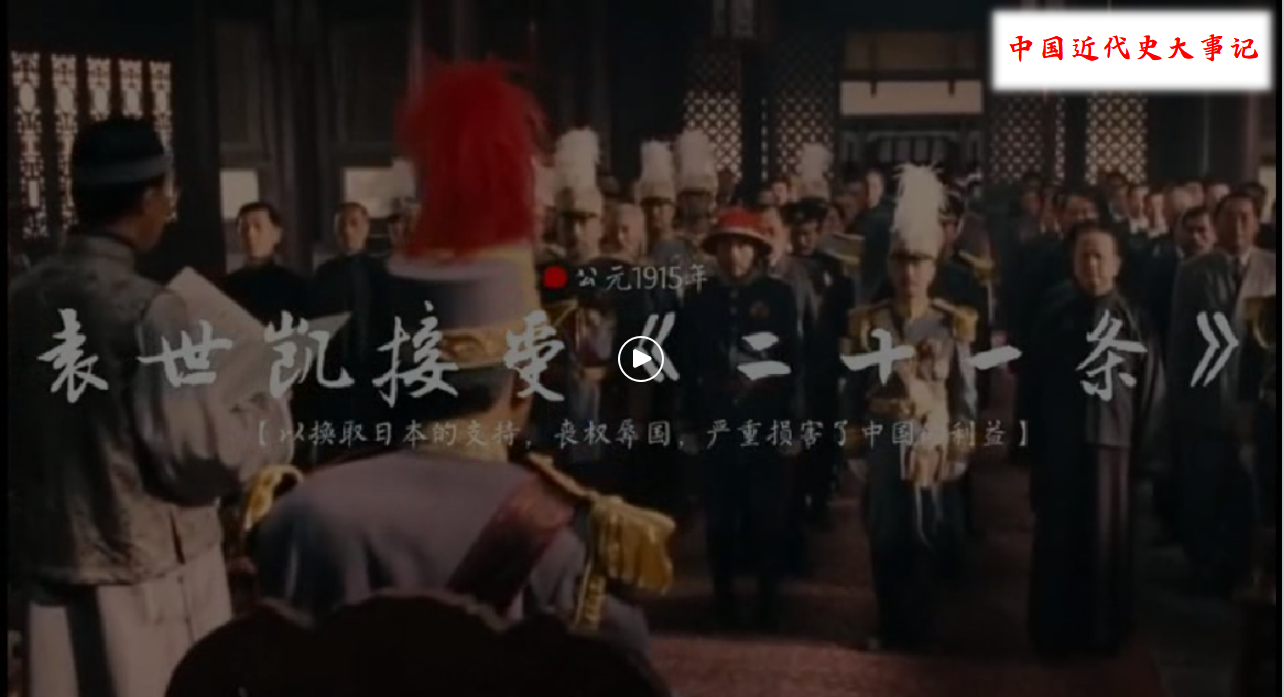 中国近代史大事记
公元1915年
袁世凯接受《二十一条》
【以换取日本的支持，丧权辱国，严重损害了中国的利益】